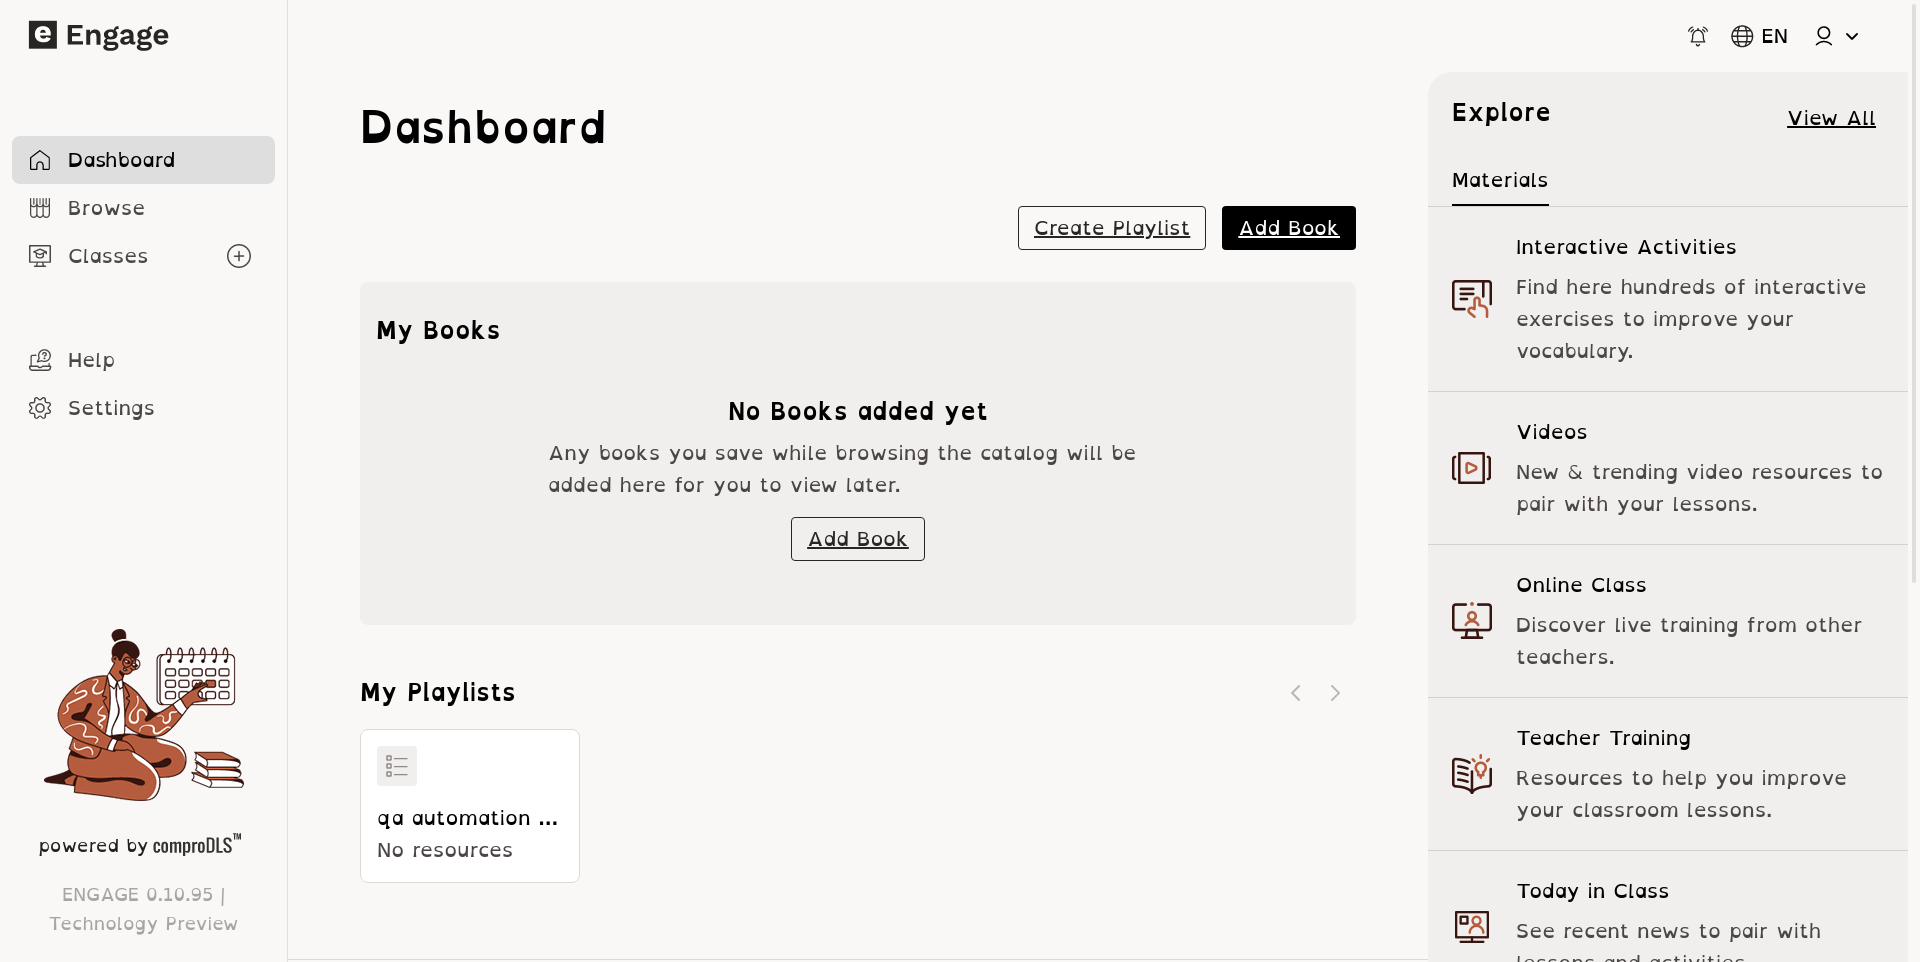 e Engage
EN
Dashboard
Browse
Classes
Help
Settings
powered by comproDLS™
ENGAGE 0.10.95 |
Technology Preview
Dashboard
Create Playlist
Add Book
My Books
No Books added yet
Any books you save while browsing the catalog will be
added here for you to view later.
Add Book
My Playlists
qa automation ...
No resources
Explore
View All
Materials
Interactive Activities
Find here hundreds of interactive
exercises to improve your
vocabulary.
Videos
New & trending video resources to
pair with your lessons.
Online Class
Discover live training from other
teachers.
Teacher Training
Resources to help you improve
your classroom lessons.
Today in Class
See recent news to pair with
lessons and activities.